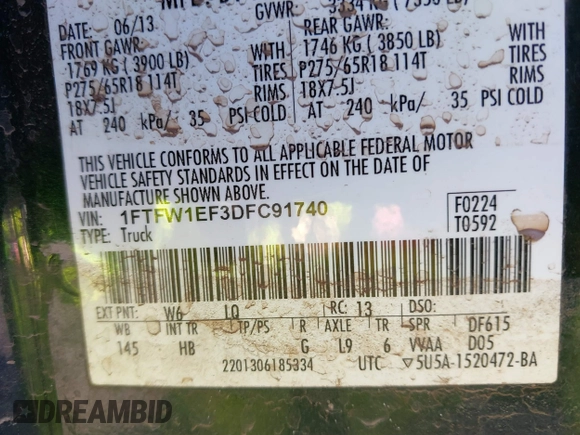 GVWR:
DATE: 06/13
FRONT GAWR: REAR GAWR:
1769 KG ( 3900 LB) WITH 1746 KG ( 3850 LB) WITH
P275/65R18 114T TIRES P275/65R18 114T TIRES
18X7.5J RIMS 18X7.5J RIMS
AT 240 kPa/ 35 PSI COLD AT 240 kPa/ 35 PSI COLD
THIS VEHICLE CONFORMS TO ALL APPLICABLE FEDERAL MOTOR
VEHICLE SAFETY STANDARDS IN EFFECT ON THE DATE OF
MANUFACTURE SHOWN ABOVE.
VIN: 1FTFW1EF3DFC91740 F0224
TYPE: Truck T0592
EXT PNT: W6 LQ RC: 13 DSO:
WB INT TR TP/PS R AXLE TR SPR DF615
145 HB G L9 6 VVAA D05
2201306185334 UTC ▽5U5A-1520472-BA
DREAMBID